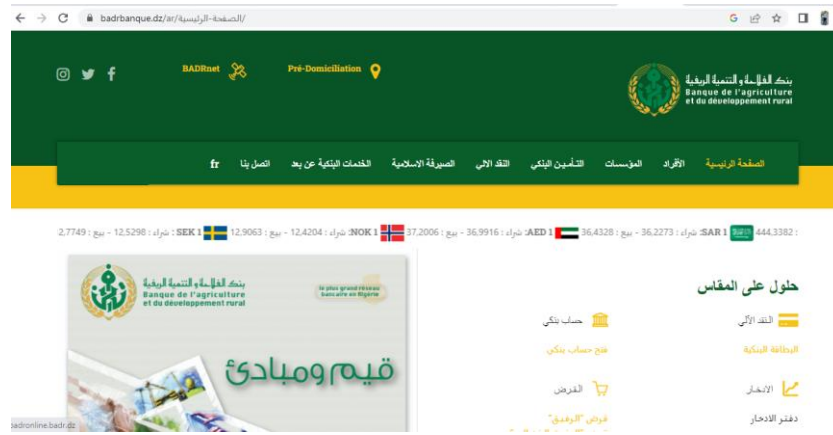 badrbanque.dz/ar/الصفحة-الرئيسية/
BADRnet
Pré-Domiciliation
بنك الفلاحة و التنمية الريفية
Banque de l'agriculture
et du développement rural
الصفحة الرئيسية
الأفراد
المؤسسات
التأمين البنكي
النقد الآلي
الصيرفة الاسلامية
الخدمات البنكية عن بعد
اتصل بنا
fr
444,3382 :
1 SAR: شراء : 36,2273 - بيع : 36,4328
1 AED: شراء : 36,9916 - بيع : 37,2006
1 NOK: شراء : 12,4204 - بيع : 12,9063
1 SEK : شراء : 12,5298 - بيع : 2,7749
حلول على المقاس
النقد الآلي
البطاقة البنكية
الادخار
دفتر الادخار
حساب بنكي
فتح حساب بنكي
القرض
قرض "الرفيق"
بنك الفلاحة و التنمية الريفية
Banque de l'agriculture
et du développement rural
le plus grand réseau
bancaire en Algérie
قيم ومبادئ
badronline.badr.dz